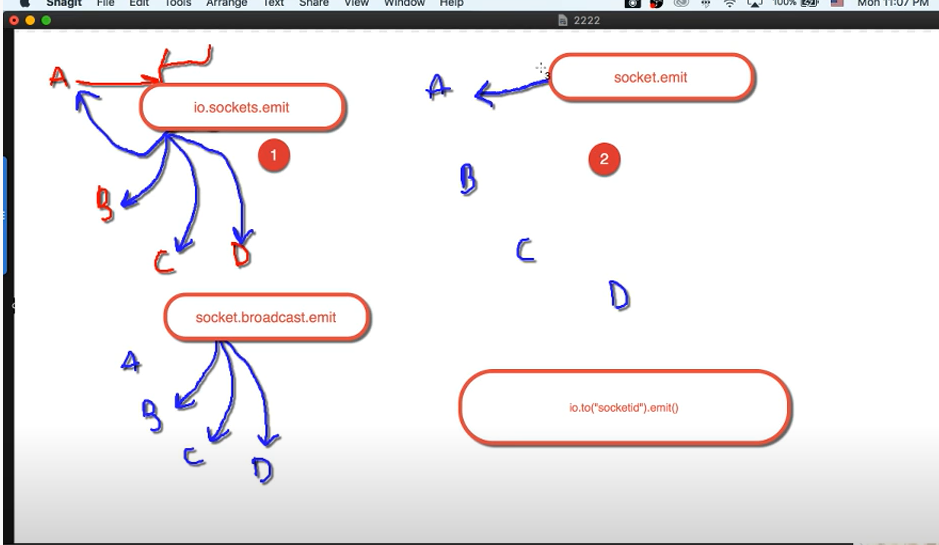 Snagit File Edit Tools Arrange Text Share View Window Help 100% Mon 11:07 PM
2222
A
io.sockets.emit
1
B
C
D
A
socket.emit
2
B
C
D
socket.broadcast.emit
A
B
C
D
io.to("socketid").emit()